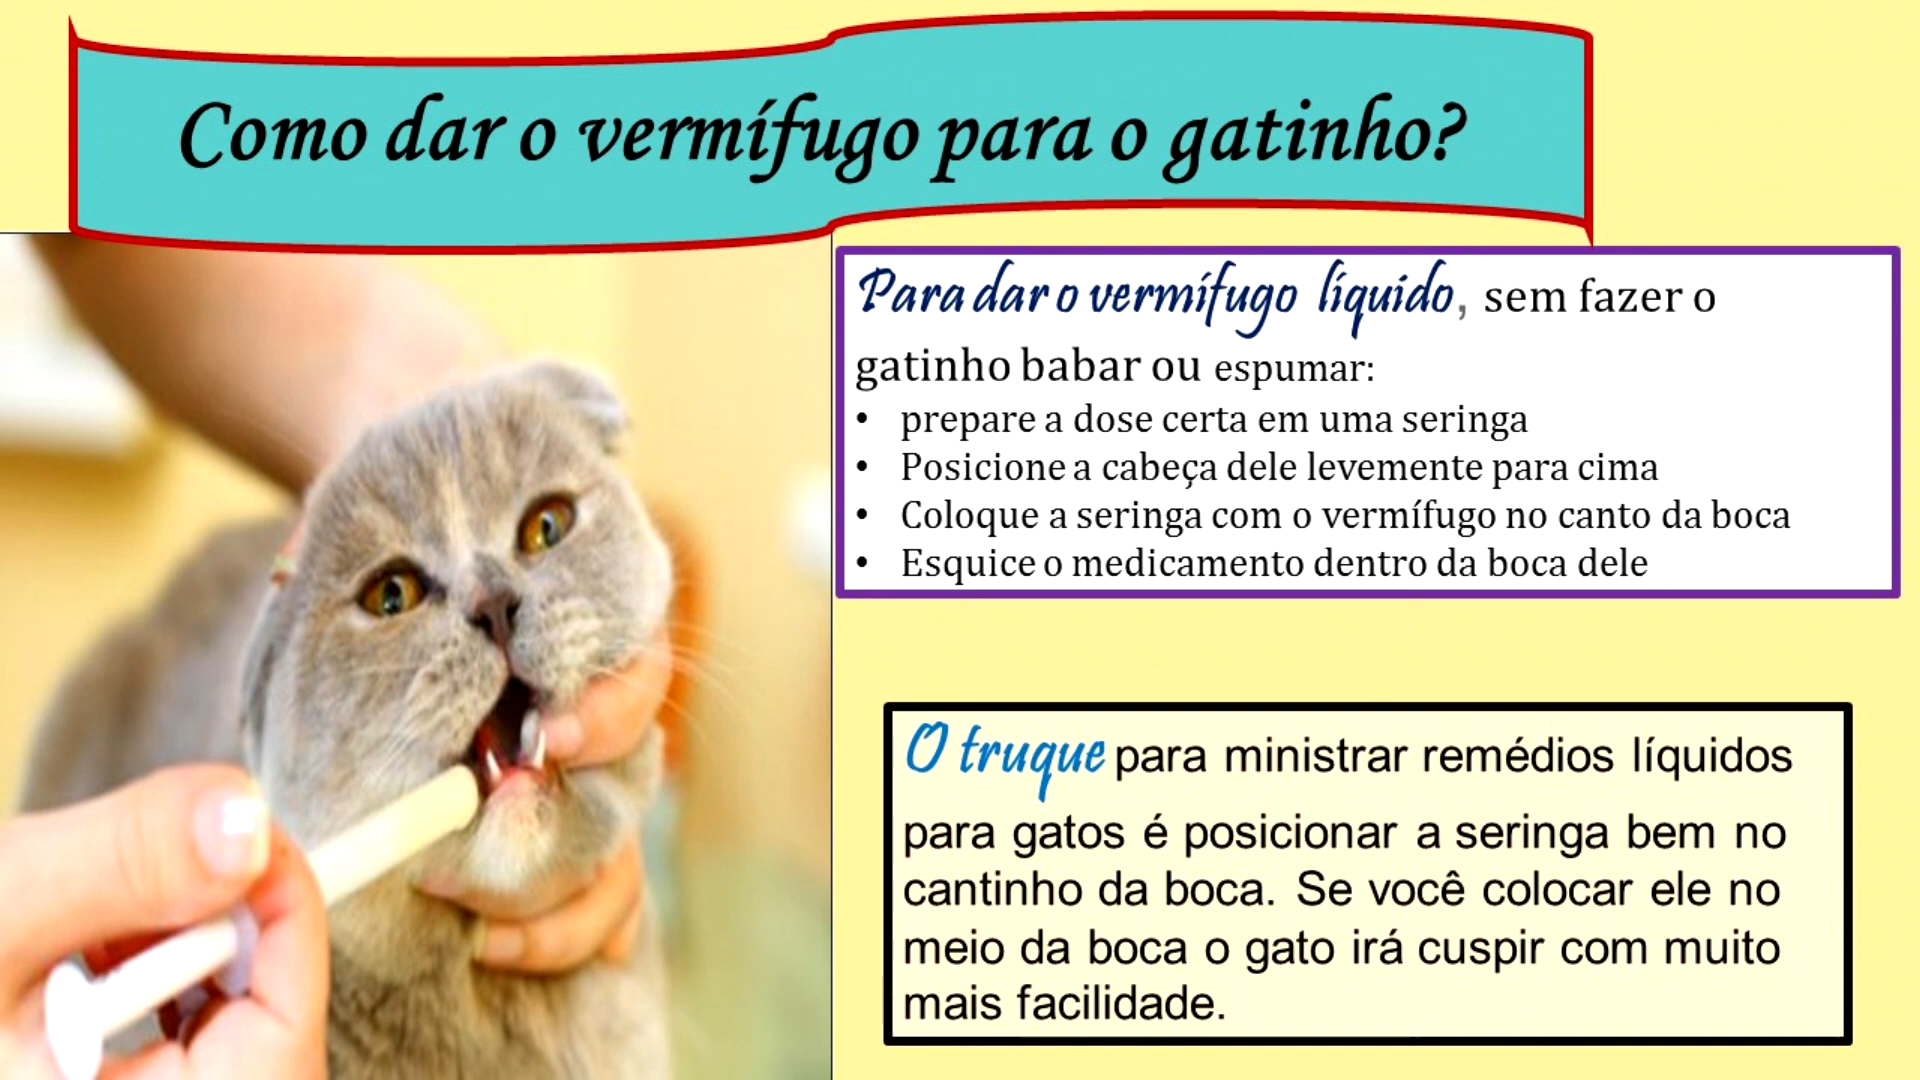 Como dar o vermífugo para o gatinho?
Para dar o vermífugo líquido, sem fazer o
gatinho babar ou espumar:
• prepare a dose certa em uma seringa
• Posicione a cabeça dele levemente para cima
• Coloque a seringa com o vermífugo no canto da boca
• Esquice o medicamento dentro da boca dele
O truque para ministrar remédios líquidos
para gatos é posicionar a seringa bem no
cantinho da boca. Se você colocar ele no
meio da boca o gato irá cuspir com muito
mais facilidade.